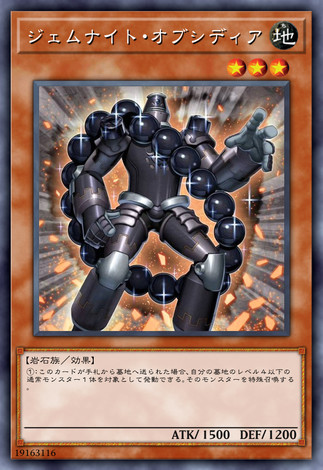 ジェムナイト・オブシディア
地
【岩石族／効果】
①：このカードが手札から墓地へ送られた場合、自分の墓地のレベル４以下の
通常モンスター１体を対象として発動できる。そのモンスターを特殊召喚する
。
ATK/1500 DEF/1200
19163116